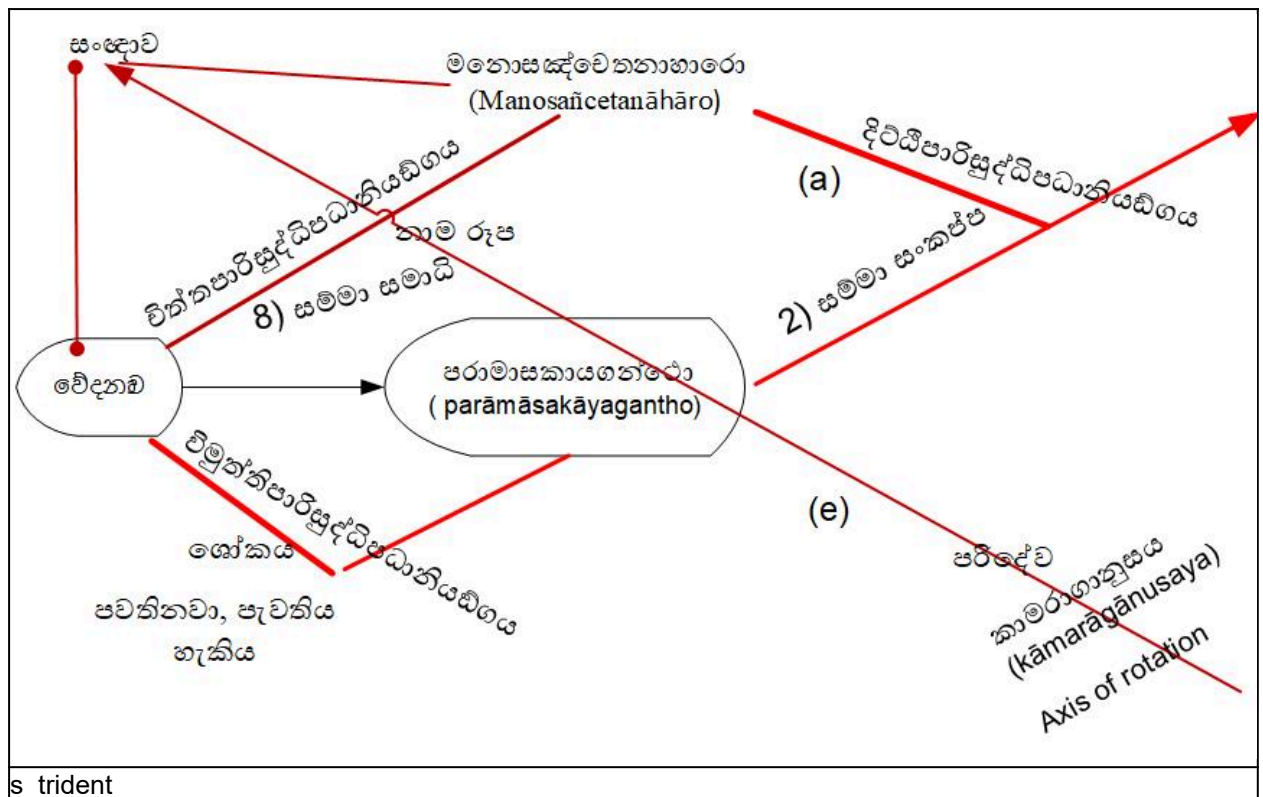 සංඥාව
මනොසඤ්චෙතනාහාරො
(Manosañcetanāhāro)
දිට්ඨිපාරිසුද්ධිපධානියඞ්ගය
(a)
චිත්තපාරිසුද්ධිපධානියඞ්ගය
නාම රූප
8) සම්මා සමාධි
2) සම්මා සංකප්ප
වේදනාව
පරාමාසකායගන්ථො
( parāmāsakāyagantho)
විමුත්තිපාරිසුද්ධිපධානියඞ්ගය
(e)
ශෝකය
පරිදේව
කාමරාගානුසය
(kāmarāgānusaya)
පවතිනවා, පැවතිය
හැකිය
Axis of rotation
s trident